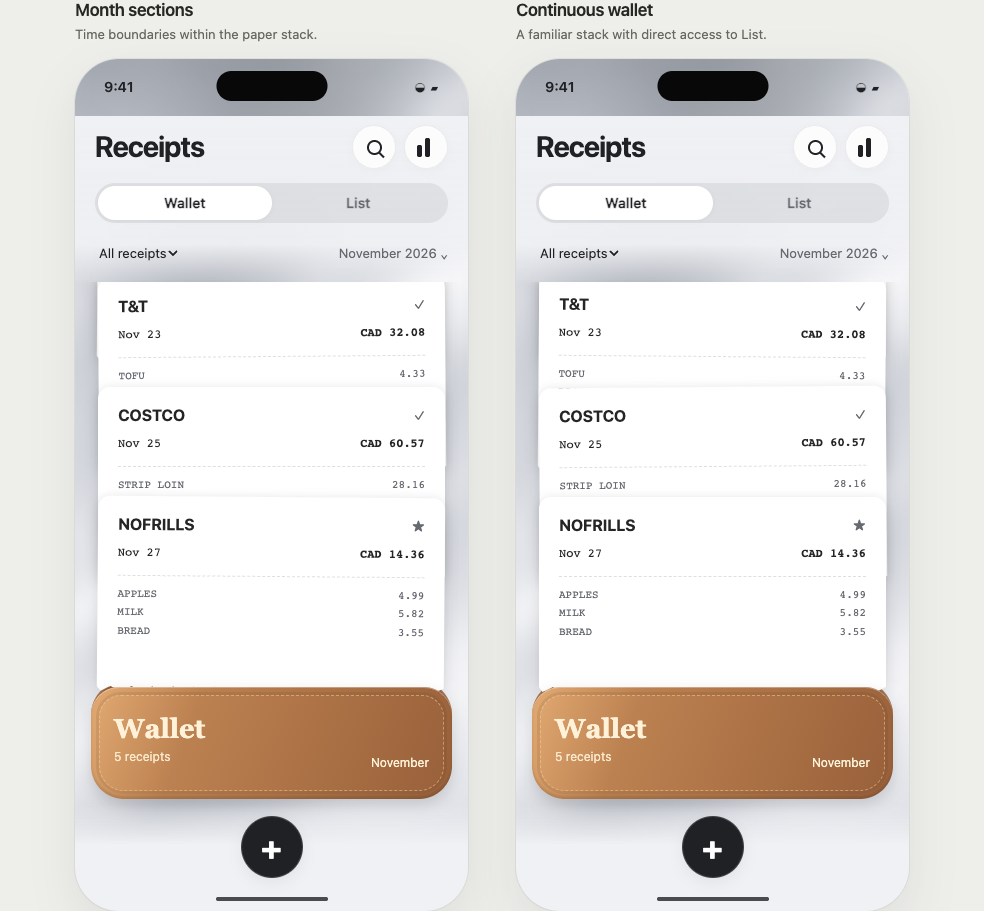 Month sections
Time boundaries within the paper stack.
9:41
Receipts
Wallet List
All receipts November 2026
T&T
Nov 23 CAD 32.08
TOFU 4.33
COSTCO
Nov 25 CAD 60.57
STRIP LOIN 28.16
NOFRILLS
Nov 27 CAD 14.36
APPLES 4.99
MILK 5.82
BREAD 3.55
Wallet
5 receipts
November
+
Continuous wallet
A familiar stack with direct access to List.
9:41
Receipts
Wallet List
All receipts November 2026
T&T
Nov 23 CAD 32.08
TOFU 4.33
COSTCO
Nov 25 CAD 60.57
STRIP LOIN 28.16
NOFRILLS
Nov 27 CAD 14.36
APPLES 4.99
MILK 5.82
BREAD 3.55
Wallet
5 receipts
November
+